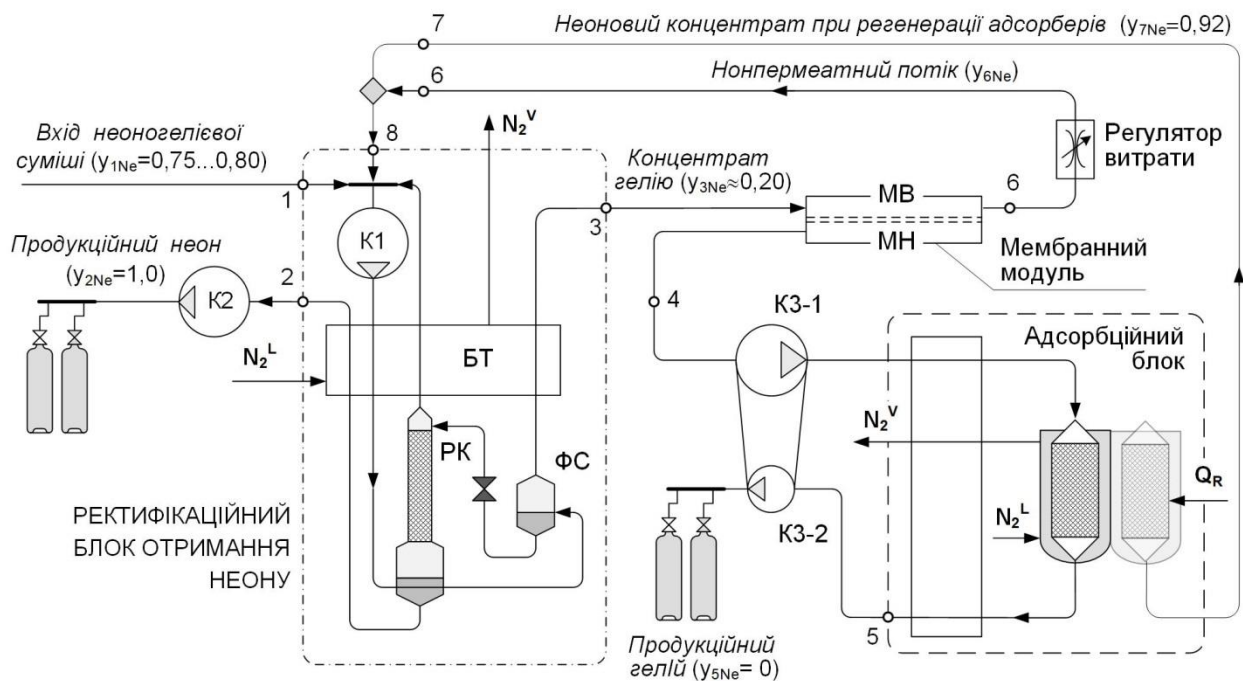 7
Неоновий концентрат при регенерації адсорберів (y7Ne=0,92)
6
Нонпермеатний потік (y6Ne)
8
N2V
Вхід неоногелієвої
суміші (y1Ne=0,75...0,80)
1
Концентрат
гелію (y3Ne≈0,20)
3
Регулятор
витрати
МВ
МН
6
Мембранний
модуль
К1
Продукційний неон
(y2Ne=1,0)
2
К2
4
К3-1
N2L
БТ
Адсорбційний
блок
N2V
РК
ФС
QR
N2L
К3-2
РЕКТИФІКАЦІЙНИЙ
БЛОК ОТРИМАННЯ
НЕОНУ
5
Продукційний
гелІй (y5Ne= 0)